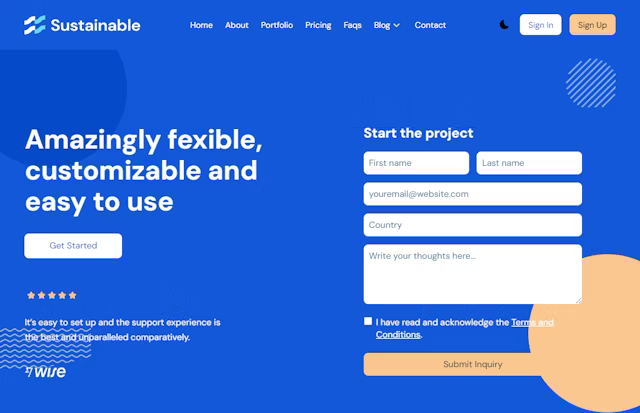 Sustainable
Home
About
Portfolio
Pricing
Faqs
Blog
Contact
Sign In
Sign Up
Amazingly fexible,
customizable and
easy to use
Get Started
It's easy to set up and the support experience is
the best and unparalleled comparatively.
wise
Start the project
First name
Last name
youremail@website.com
Country
Write your thoughts here...
I have read and acknowledge the Terms and
Conditions.
Submit Inquiry